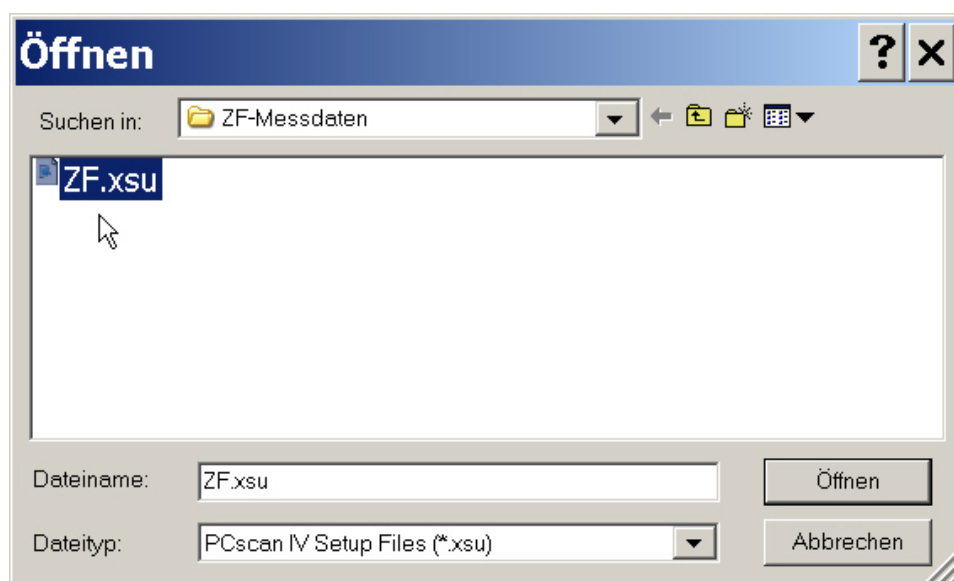 Öffnen
Suchen in: ZF-Messdaten
ZF.xsu
Dateiname: ZF.xsu Öffnen
Dateityp: PCscan IV Setup Files (*.xsu) Abbrechen